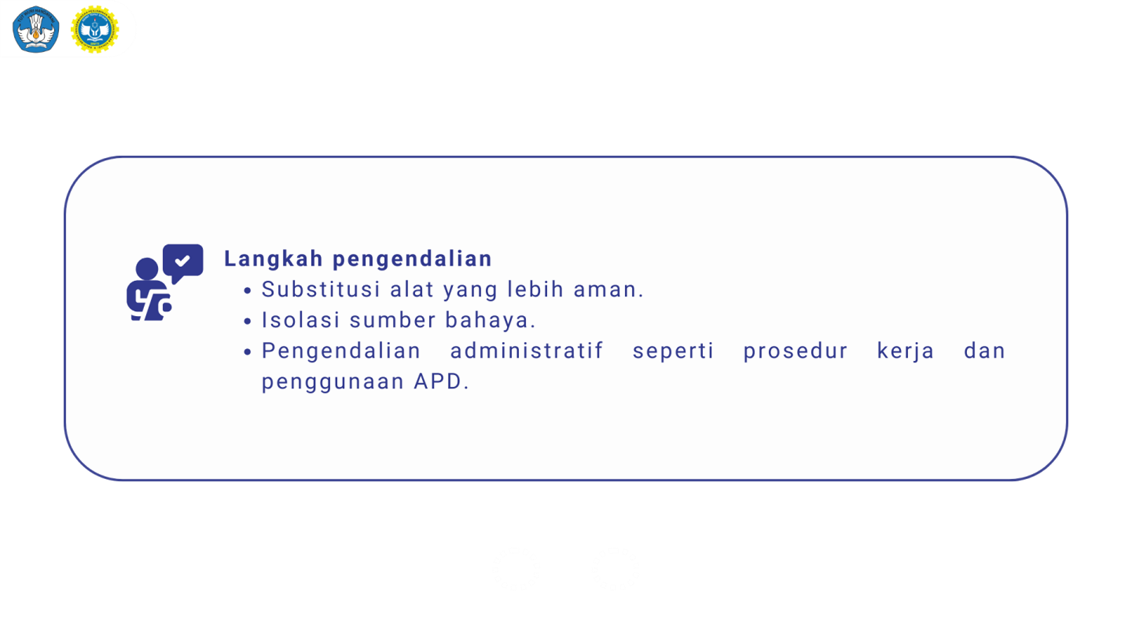 Langkah pengendalian
• Substitusi alat yang lebih aman.
• Isolasi sumber bahaya.
• Pengendalian administratif seperti prosedur kerja dan
penggunaan APD.